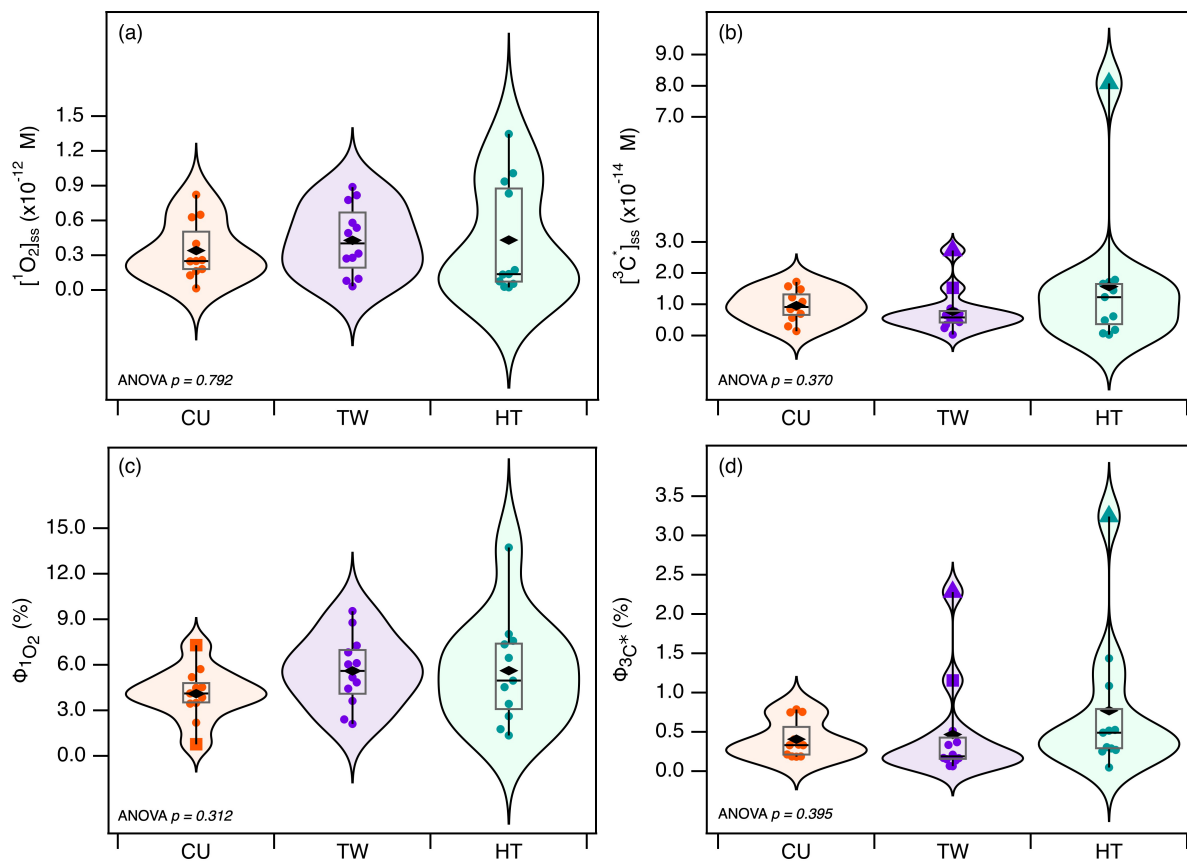 (a)
[¹O₂]ss (x10⁻¹² M)
1.5
1.2
0.9
0.6
0.3
0.0
ANOVA p = 0.792
CU TW HT
(b)
[³C*]ss (x10⁻¹⁴ M)
9.0
8.0
7.0
3.0
2.0
1.0
0.0
ANOVA p = 0.370
CU TW HT
(c)
Φ₁O₂ (%)
15.0
12.0
9.0
6.0
3.0
0.0
ANOVA p = 0.312
CU TW HT
(d)
Φ₃C* (%)
3.5
3.0
2.5
2.0
1.5
1.0
0.5
0.0
ANOVA p = 0.395
CU TW HT